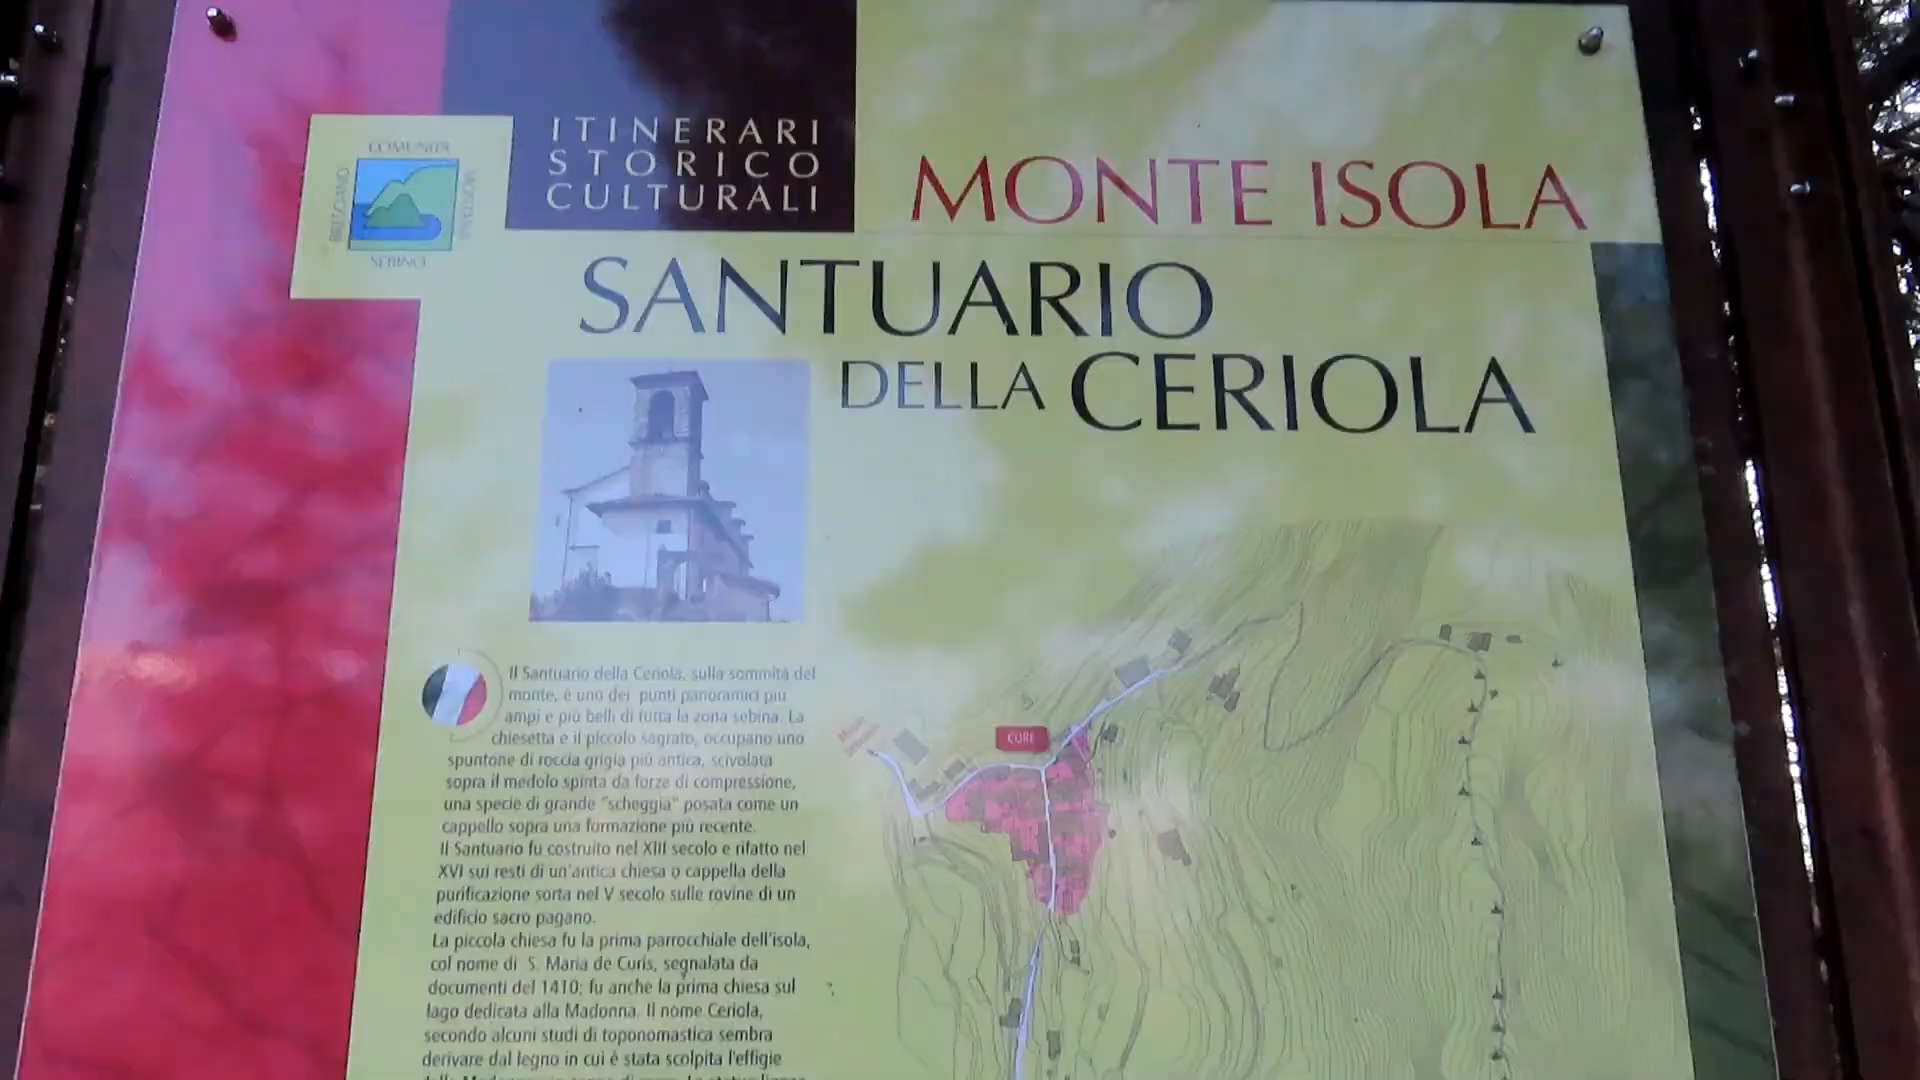 COMUNITÀ
MONTANA
BRESCIANO
SEBINO
ITINERARI
STORICO
CULTURALI
MONTE ISOLA
SANTUARIO
DELLA CERIOLA
Il Santuario della Ceriola, sulla sommità del
monte, è uno dei punti panoramici più
ampi e più belli di tutta la zona sebina. La
chiesetta e il piccolo sagrato, occupano uno
spuntone di roccia grigia più antica, scivolata
sopra il medolo spinta da forze di compressione,
una specie di grande "scheggia" posata come un
cappello sopra una formazione più recente.
Il Santuario fu costruito nel XIII secolo e rifatto nel
XVI sui resti di un'antica chiesa o cappella della
purificazione sorta nel V secolo sulle rovine di un
edificio sacro pagano.
La piccola chiesa fu la prima parrocchiale dell'isola,
col nome di S. Maria de Curis, segnalata da
documenti del 1410; fu anche la prima chiesa sul
lago dedicata alla Madonna. Il nome Ceriola,
secondo alcuni studi di toponomastica sembra
derivare dal legno in cui è stata scolpita l'effigie
CURE